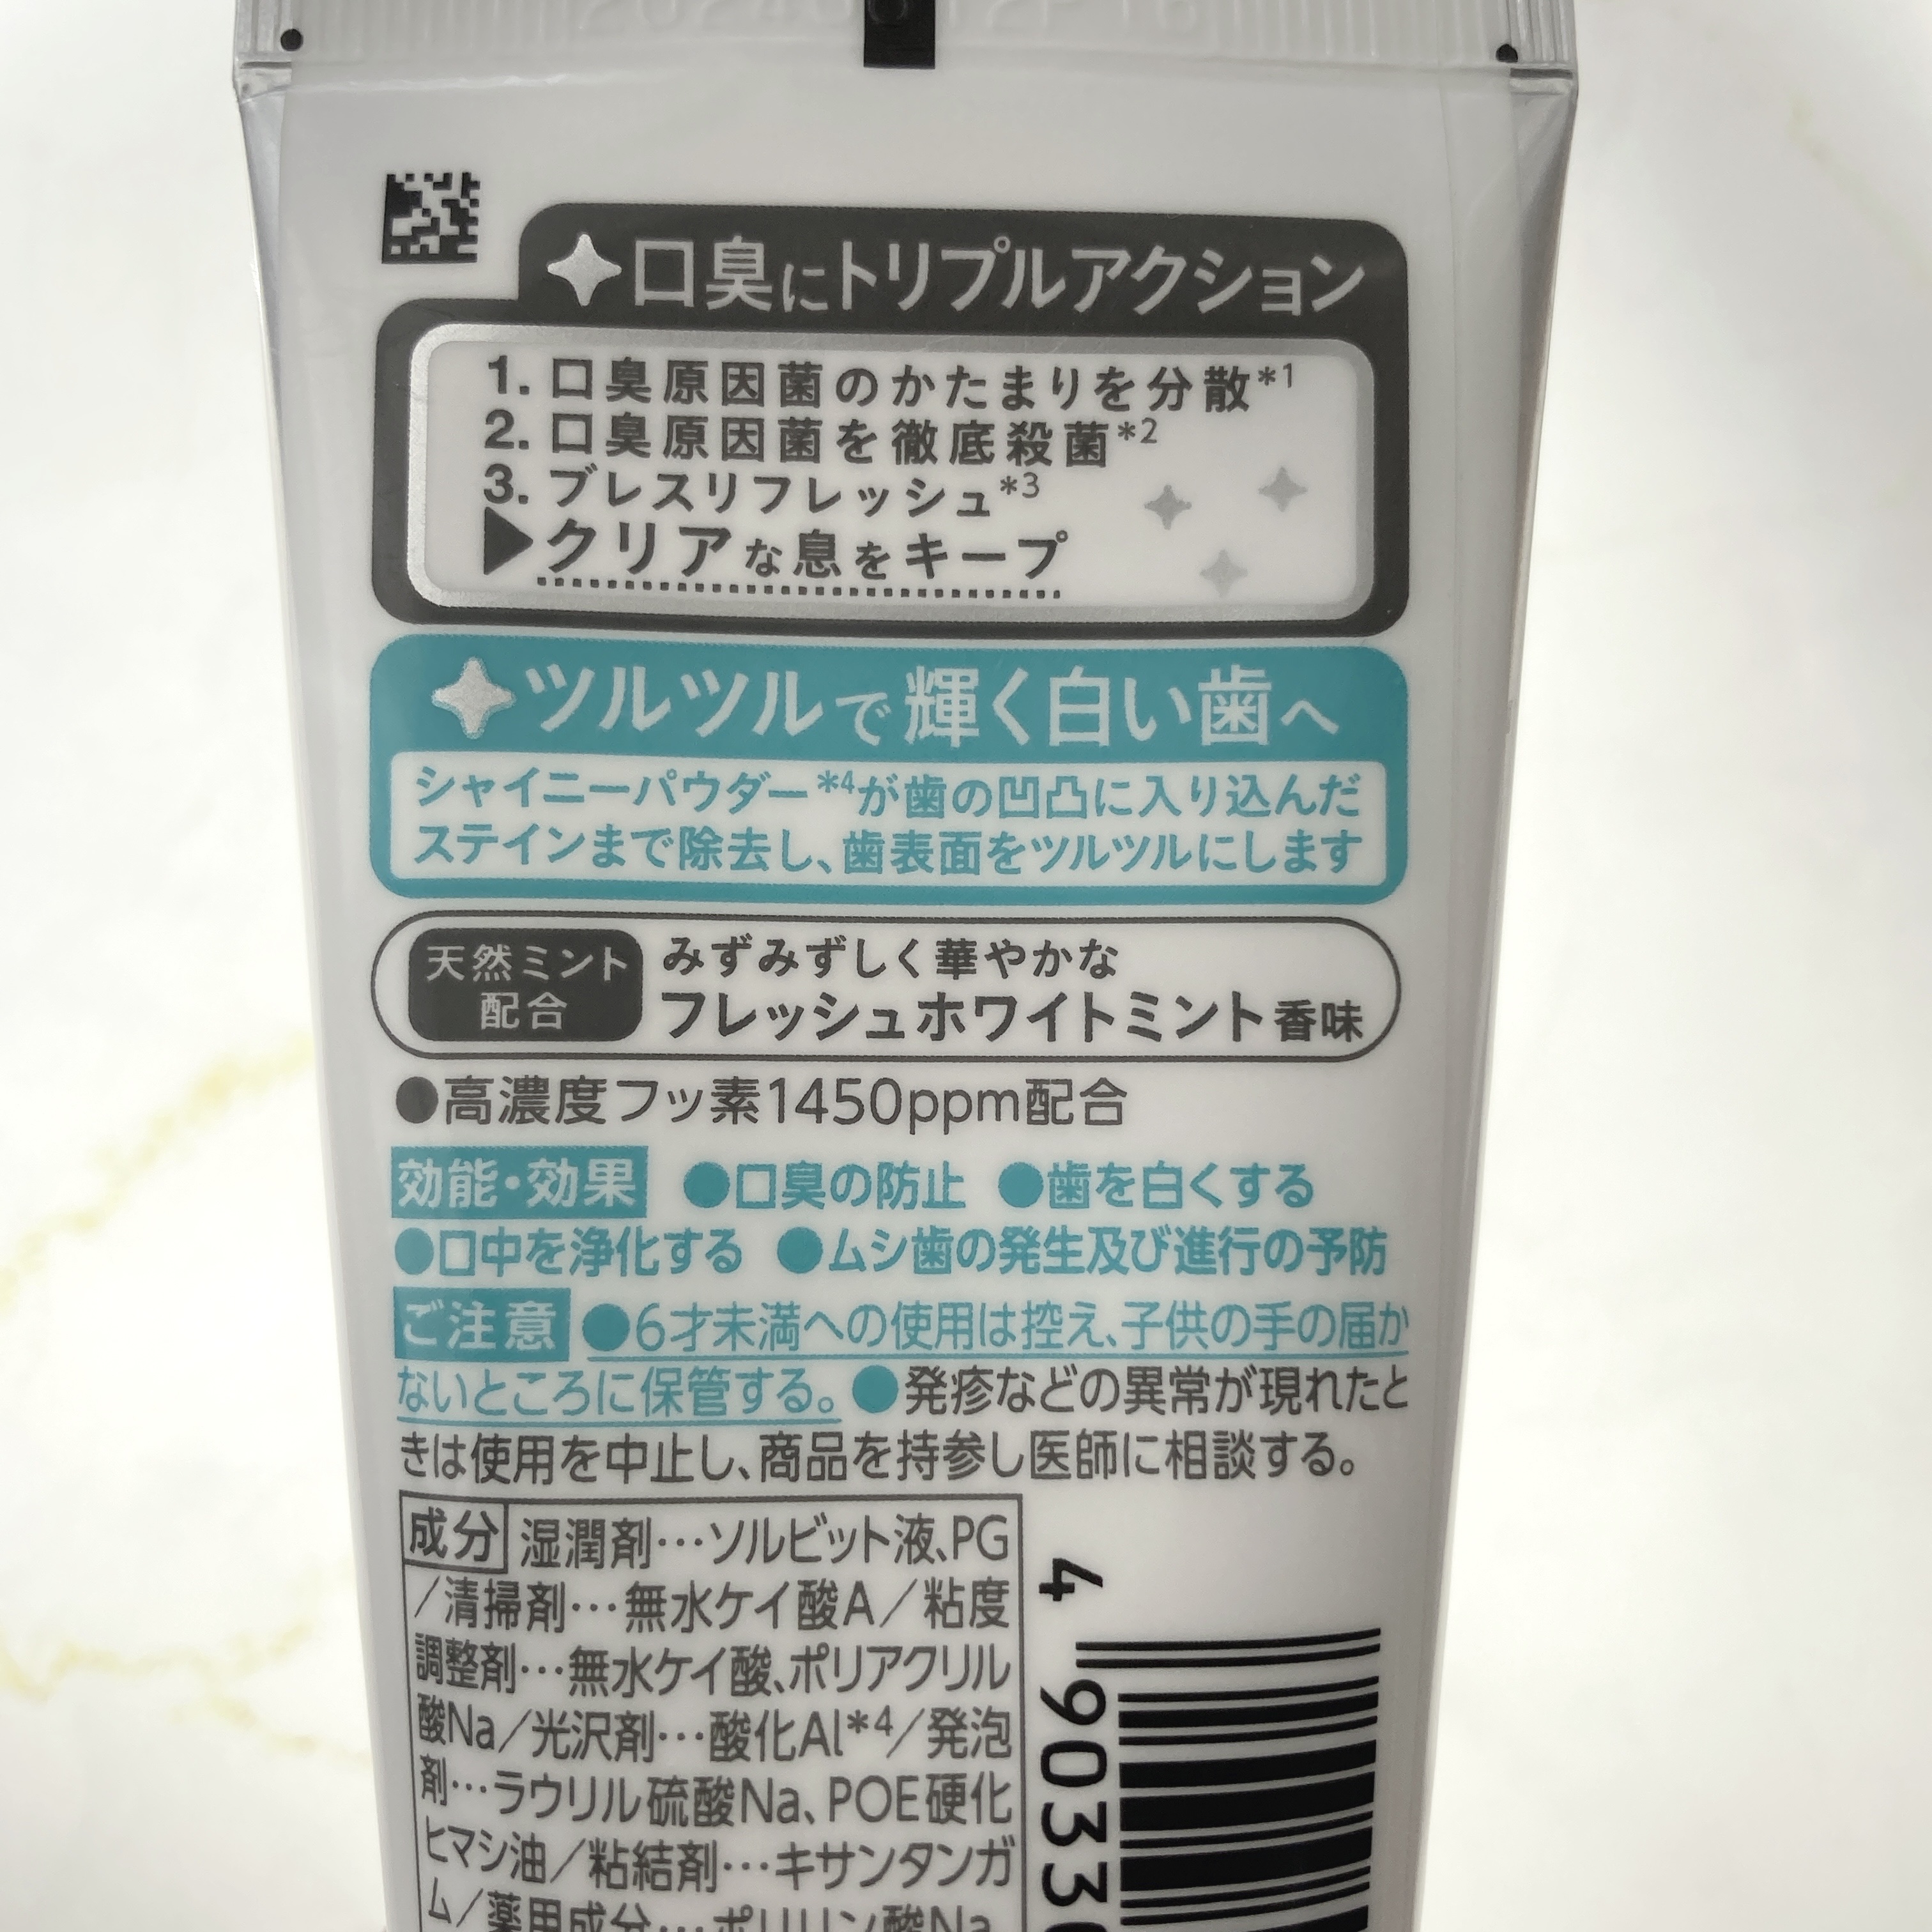 口臭にトリプルアクション
1. 口臭原因菌のかたまりを分散*1
2. 口臭原因菌を徹底殺菌*2
3. ブレスリフレッシュ*3
▶クリアな息をキープ
ツルツルで輝く白い歯へ
シャイニーパウダー*4が歯の凹凸に入り込んだ
ステインまで除去し、歯表面をツルツルにします
天然ミント
配合
みずみずしく華やかな
フレッシュホワイトミント香味
●高濃度フッ素1450ppm配合
効能・効果 ●口臭の防止 ●歯を白くする
●口中を浄化する ●ムシ歯の発生及び進行の予防
ご注意 ●6才未満への使用は控え、子供の手の届か
ないところに保管する。●発疹などの異常が現れたと
きは使用を中止し、商品を持参し医師に相談する。
成分 湿潤剤…ソルビット液、PG
/清掃剤…無水ケイ酸A/粘度
調整剤…無水ケイ酸、ポリアクリル
酸Na/光沢剤…酸化Al*4/発泡
剤…ラウリル硫酸Na、POE硬化
ヒマシ油/粘結剤…キサンタンガ
ム/薬用成分…ポリリン酸Na
4 90330